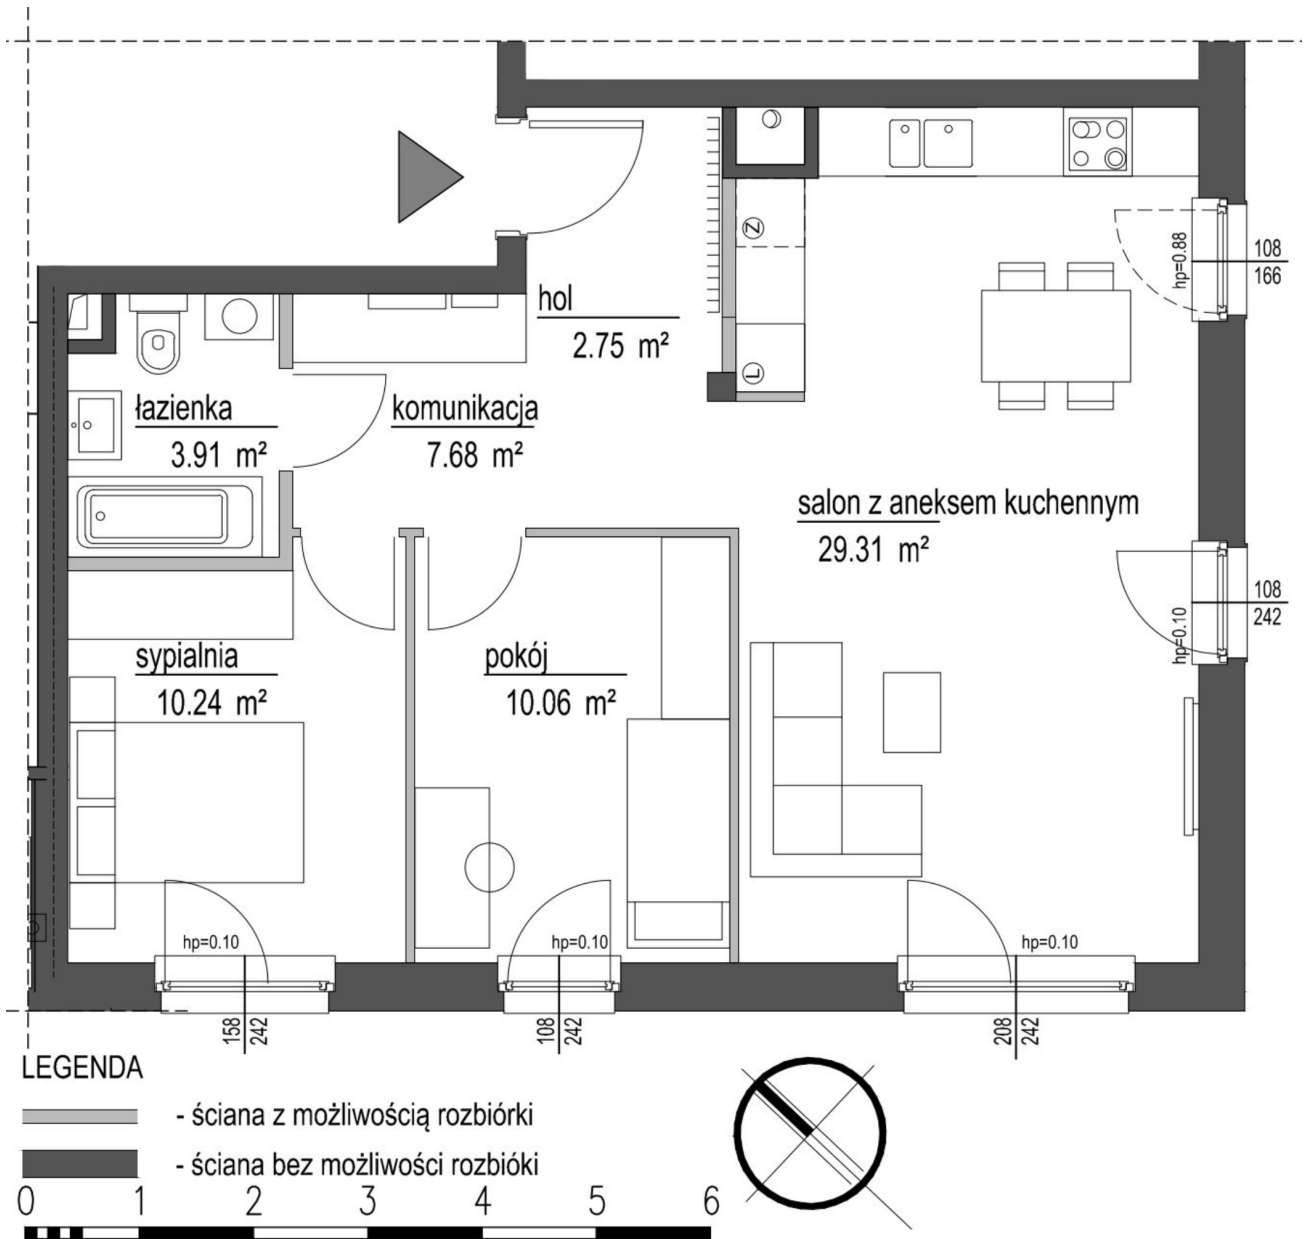 hol
2.75 m²
Z
L
hp=0.88
108
166
łazienka
3.91 m²
komunikacja
7.68 m²
salon z aneksem kuchennym
29.31 m²
108
242
hp=0.10
sypialnia
10.24 m²
pokój
10.06 m²
hp=0.10
hp=0.10
hp=0.10
158
242
108
242
208
242
LEGENDA
- ściana z możliwością rozbiórki
- ściana bez możliwości rozbióki
0 1 2 3 4 5 6